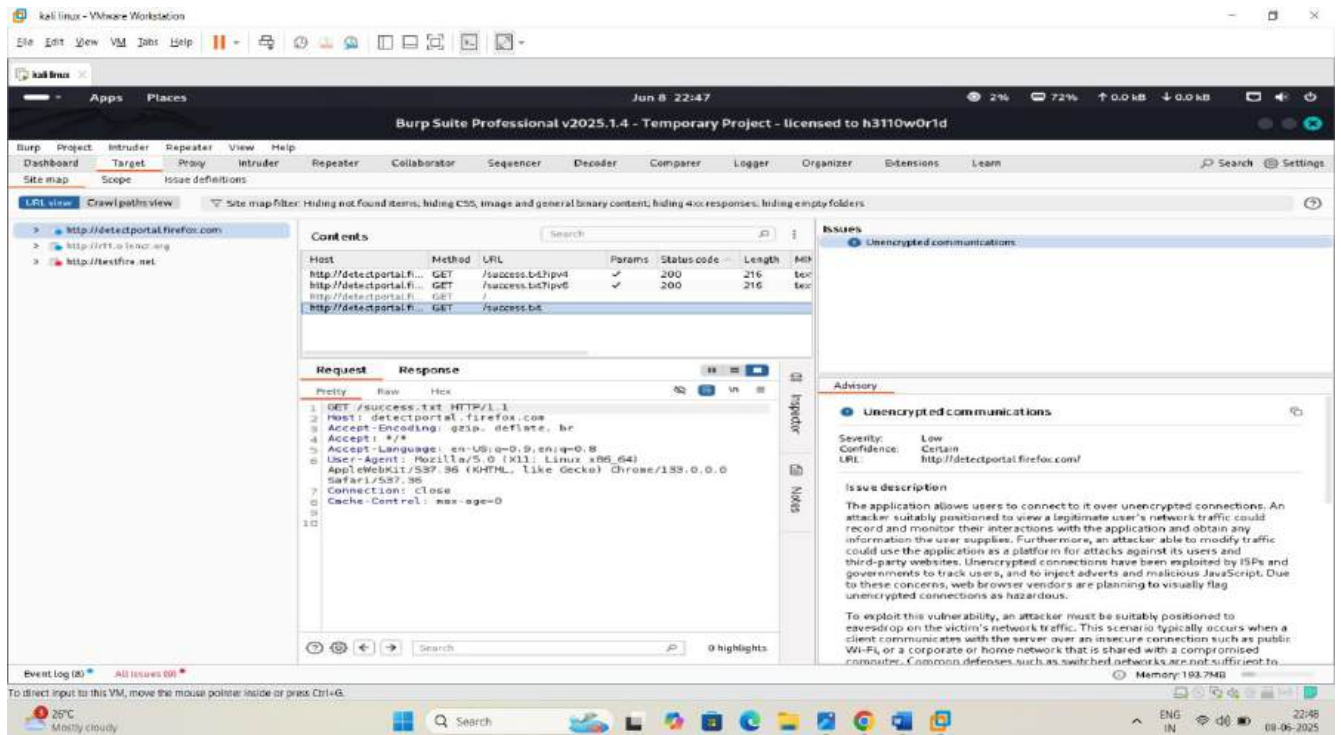 kali linux - VMware Workstation
File Edit View VM Tabs Help
kali linux
Apps Places Jun 8 22:47 2% 72% ↑ 0.0 kB ↓ 0.0 kB
Burp Suite Professional v2025.1.4 - Temporary Project - licensed to h3110w0r1d
Burp Project Intruder Repeater View Help
Dashboard Target Proxy Intruder Repeater Collaborator Sequencer Decoder Comparer Logger Organizer Extensions Learn Search Settings
Site map Scope Issue definitions
URL view Crawl paths view Site map filter: Hiding not found items; hiding CSS, image and general binary content; hiding 4xx responses; hiding empty folders
http://detectportal.firefox.com
http://r11.o.lencr.org
http://testfire.net
Contents
Search
Host Method URL Params Status code Length MIM
http://detectportal.fi... GET /success.txt?ipv4 ✓ 200 216 tex
http://detectportal.fi... GET /success.txt?ipv6 ✓ 200 216 tex
http://detectportal.fi... GET /
http://detectportal.fi... GET /success.txt
Request Response
Pretty Raw Hex
\n
1 GET /success.txt HTTP/1.1
2 Host: detectportal.firefox.com
3 Accept-Encoding: gzip, deflate, br
4 Accept: */*
5 Accept-Language: en-US;q=0.9,en;q=0.8
6 User-Agent: Mozilla/5.0 (X11; Linux x86_64)
AppleWebKit/537.36 (KHTML, like Gecko) Chrome/133.0.0.0
Safari/537.36
7 Connection: close
8 Cache-Control: max-age=0
9
10
Search 0 highlights
Inspector
Notes
Issues
Unencrypted communications
Advisory
Unencrypted communications
Severity: Low
Confidence: Certain
URL: http://detectportal.firefox.com/
Issue description
The application allows users to connect to it over unencrypted connections. An
attacker suitably positioned to view a legitimate user's network traffic could
record and monitor their interactions with the application and obtain any
information the user supplies. Furthermore, an attacker able to modify traffic
could use the application as a platform for attacks against its users and
third-party websites. Unencrypted connections have been exploited by ISPs and
governments to track users, and to inject adverts and malicious JavaScript. Due
to these concerns, web browser vendors are planning to visually flag
unencrypted connections as hazardous.
To exploit this vulnerability, an attacker must be suitably positioned to
eavesdrop on the victim's network traffic. This scenario typically occurs when a
client communicates with the server over an insecure connection such as public
Wi-Fi, or a corporate or home network that is shared with a compromised
computer. Common defenses such as switched networks are not sufficient to
Event log (8) All issues Memory: 193.7MB
To direct input to this VM, move the mouse pointer inside or press Ctrl+G.
26°C
Mostly cloudy
Search
ENG
IN
22:48
08-06-2025